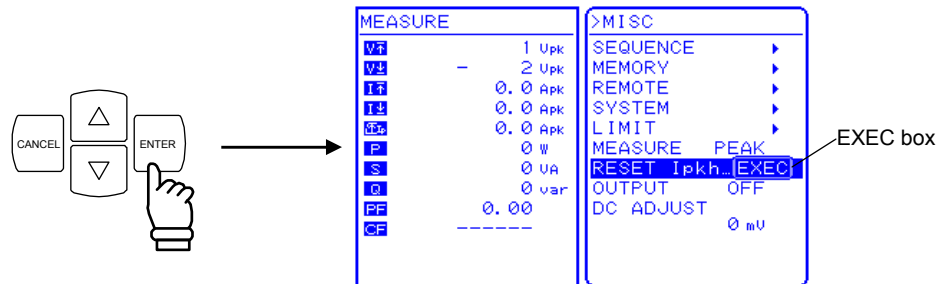 CANCEL
ENTER
MEASURE
V 1 Vpk
V - 2 Vpk
I 0.0 Apk
I 0.0 Apk
0.0 Apk
P 0 W
S 0 VA
Q 0 var
PF 0.00
CF ------
>MISC
SEQUENCE
MEMORY
REMOTE
SYSTEM
LIMIT
MEASURE PEAK
RESET Ipkh…EXEC
OUTPUT OFF
DC ADJUST
0 mV
EXEC box